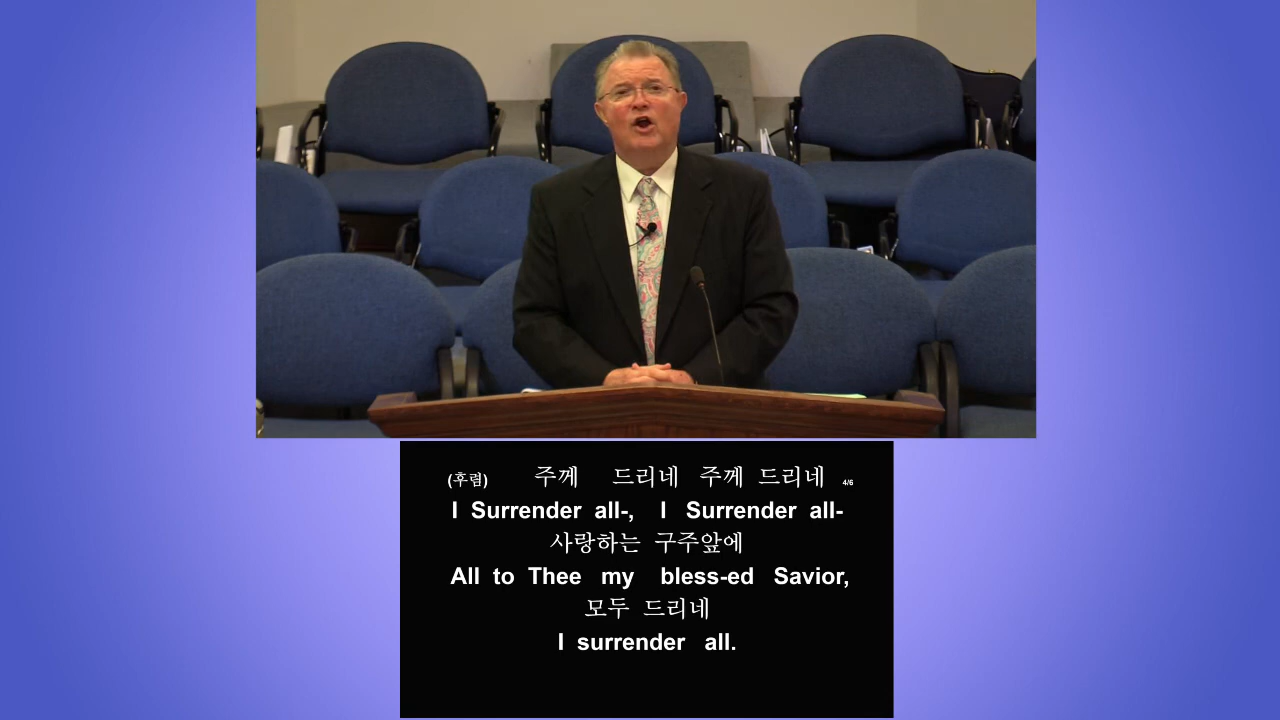 (후렴) 주께 드리네 주께 드리네 4/6
I Surrender all-, I Surrender all-
사랑하는 구주앞에
All to Thee my bless-ed Savior,
모두 드리네
I surrender all.